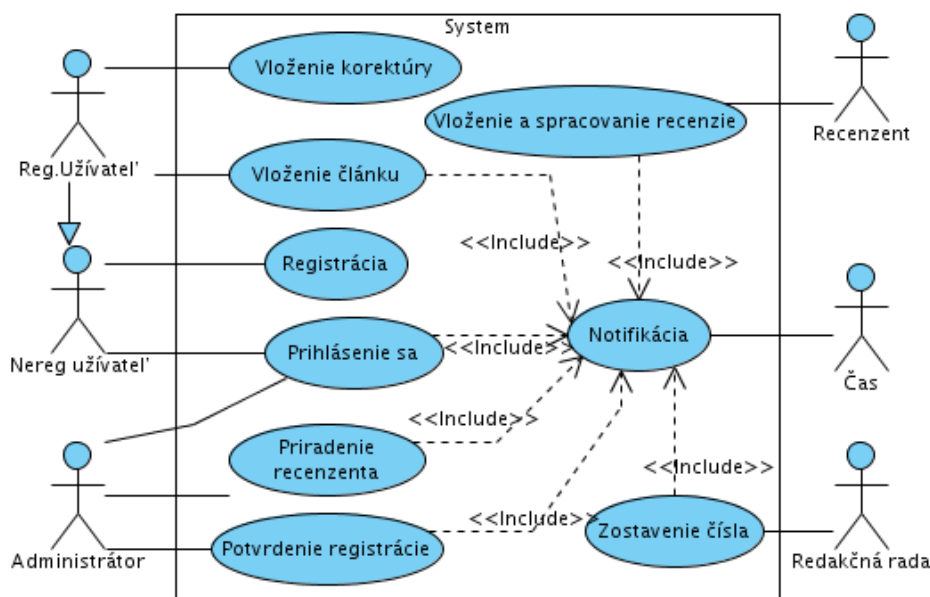 System
Vloženie korektúry
Vloženie a spracovanie recenzie
Recenzent
Reg.Užívateľ
Vloženie článku
<<Include>>
<<Include>>
Registrácia
Nereg užívateľ
Prihlásenie sa
<<Include>>
Notifikácia
Čas
<<Include>>
Priradenie
recenzenta
<<Include>>
<<Include>>
Administrátor
Potvrdenie registrácie
Zostavenie čísla
Redakčná rada